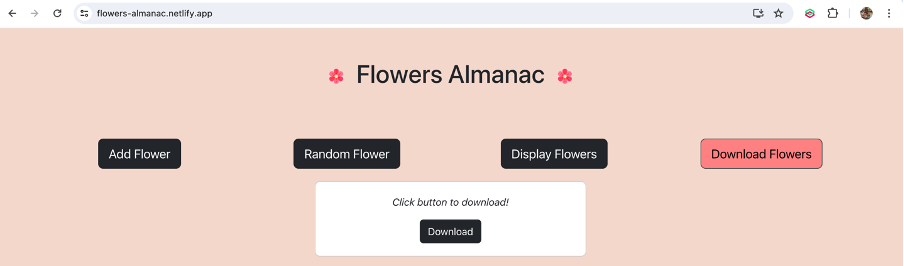 flowers-almanac.netlify.app
Flowers Almanac
Add Flower
Random Flower
Display Flowers
Download Flowers
Click button to download!
Download